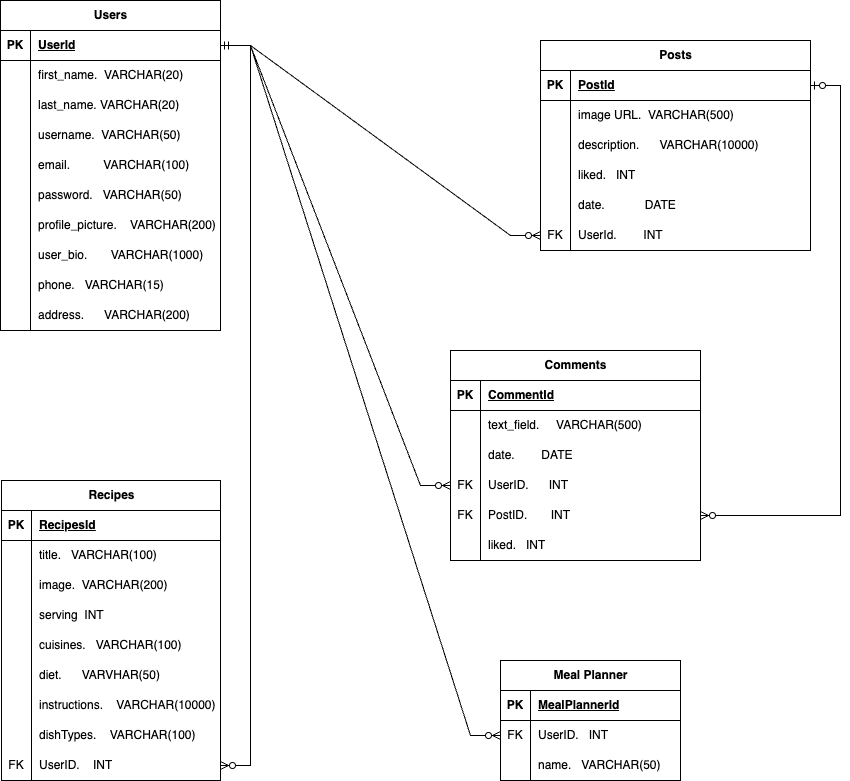 Users
PK UserId
first_name. VARCHAR(20)
last_name. VARCHAR(20)
username. VARCHAR(50)
email. VARCHAR(100)
password. VARCHAR(50)
profile_picture. VARCHAR(200)
user_bio. VARCHAR(1000)
phone. VARCHAR(15)
address. VARCHAR(200)
Posts
PK PostId
image URL. VARCHAR(500)
description. VARCHAR(10000)
liked. INT
date. DATE
FK UserId. INT
Comments
PK CommentId
text_field. VARCHAR(500)
date. DATE
FK UserID. INT
FK PostID. INT
liked. INT
Recipes
PK RecipesId
title. VARCHAR(100)
image. VARCHAR(200)
serving INT
cuisines. VARCHAR(100)
diet. VARVHAR(50)
instructions. VARCHAR(10000)
dishTypes. VARCHAR(100)
FK UserID. INT
Meal Planner
PK MealPlannerId
FK UserID. INT
name. VARCHAR(50)